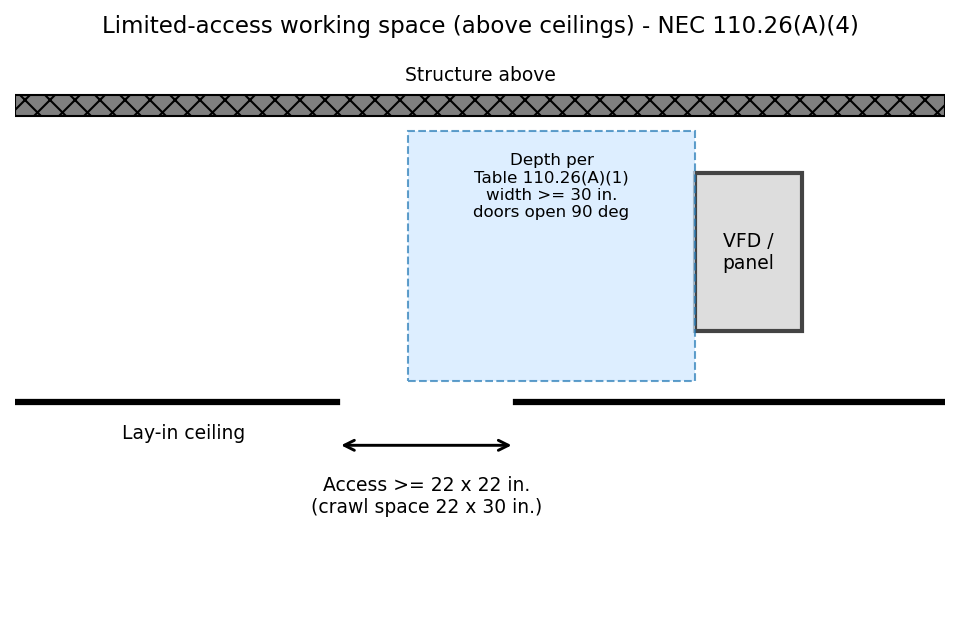 Limited-access working space (above ceilings) - NEC 110.26(A)(4)
Structure above
Depth per
Table 110.26(A)(1)
width >= 30 in.
doors open 90 deg
VFD /
panel
Lay-in ceiling
Access >= 22 x 22 in.
(crawl space 22 x 30 in.)